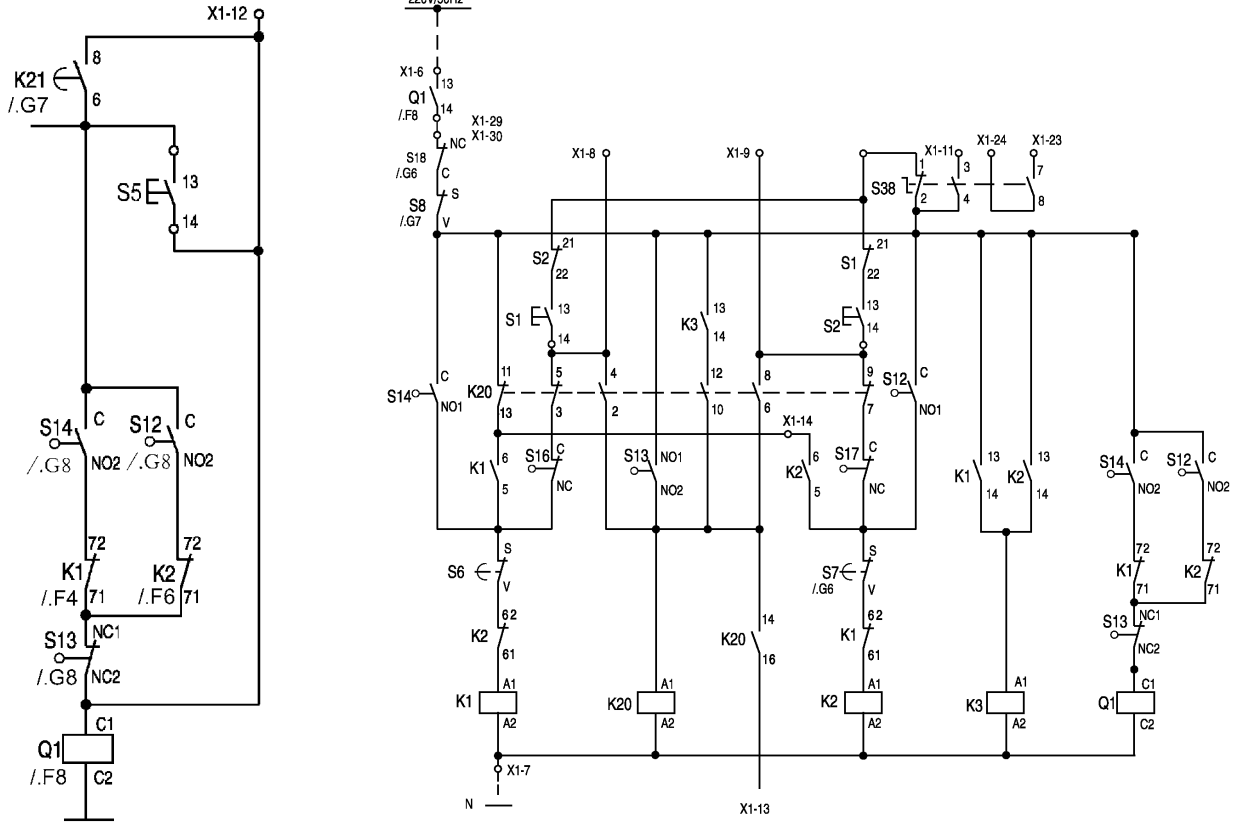 X1-12
8
K21
/.G7
6
S5
13
14
S14
/.G8
C
NO2
S12
/.G8
C
NO2
72
K1
/.F4
71
72
K2
/.F6
71
S13
/.G8
NC1
NC2
Q1
/.F8
C1
C2
220V/50Hz
X1-6
13
Q1
/.F8
14
X1-29
X1-30
S18
/.G6
NC
C
S8
/.G7
S
V
X1-8
X1-9
X1-11
X1-24
X1-23
S38
1
2
3
4
7
8
S2
21
22
S1
21
22
S1
13
14
K3
13
14
S2
13
14
S14
C
NO1
K20
11
13
5
3
4
2
12
10
8
6
9
7
S12
C
NO1
X1-14
K1
6
5
S16
C
NC
S13
NO1
NO2
K2
6
5
S17
C
NC
K1
13
14
K2
13
14
S14
C
NO2
S12
C
NO2
S6
S
V
S7
/.G6
S
V
K1
72
71
K2
72
71
K2
62
61
K20
14
16
K1
62
61
S13
NC1
NC2
K1
A1
A2
K20
A1
A2
K2
A1
A2
K3
A1
A2
Q1
C1
C2
X1-7
N
X1-13